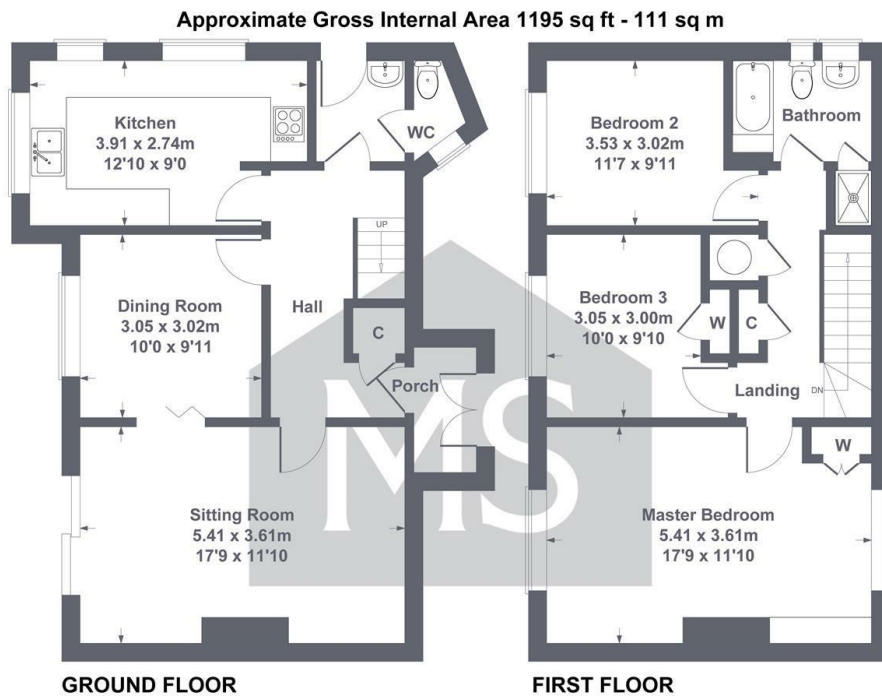 Approximate Gross Internal Area 1195 sq ft - 111 sq m
Kitchen
3.91 x 2.74m
12'10 x 9'0
WC
UP
Dining Room
3.05 x 3.02m
10'0 x 9'11
Hall
C
Porch
Sitting Room
5.41 x 3.61m
17'9 x 11'10
GROUND FLOOR
MS
Bedroom 2
3.53 x 3.02m
11'7 x 9'11
Bathroom
Bedroom 3
3.05 x 3.00m
10'0 x 9'10
W
C
Landing
DN
W
Master Bedroom
5.41 x 3.61m
17'9 x 11'10
FIRST FLOOR